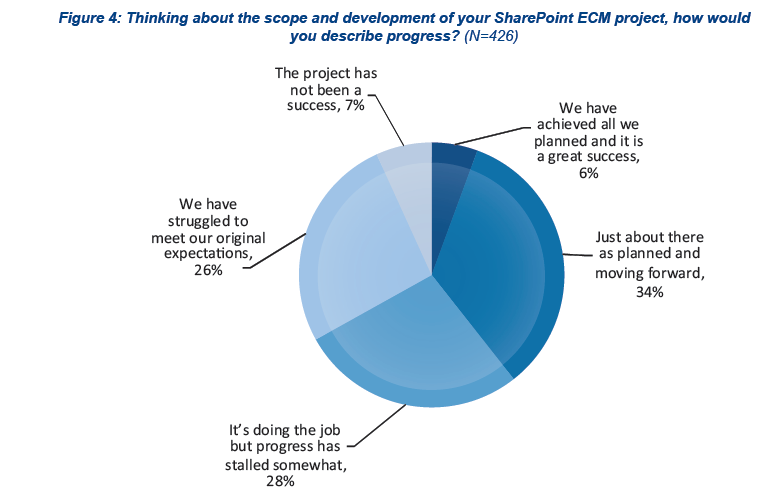 Figure 4: Thinking about the scope and development of your SharePoint ECM project, how would
you describe progress? (N=426)
The project has
not been a
success, 7%
We have
achieved all we
planned and it is
a great success,
6%
We have
struggled to
meet our original
expectations,
26%
Just about there
as planned and
moving forward,
34%
It’s doing the job
but progress has
stalled somewhat,
28%